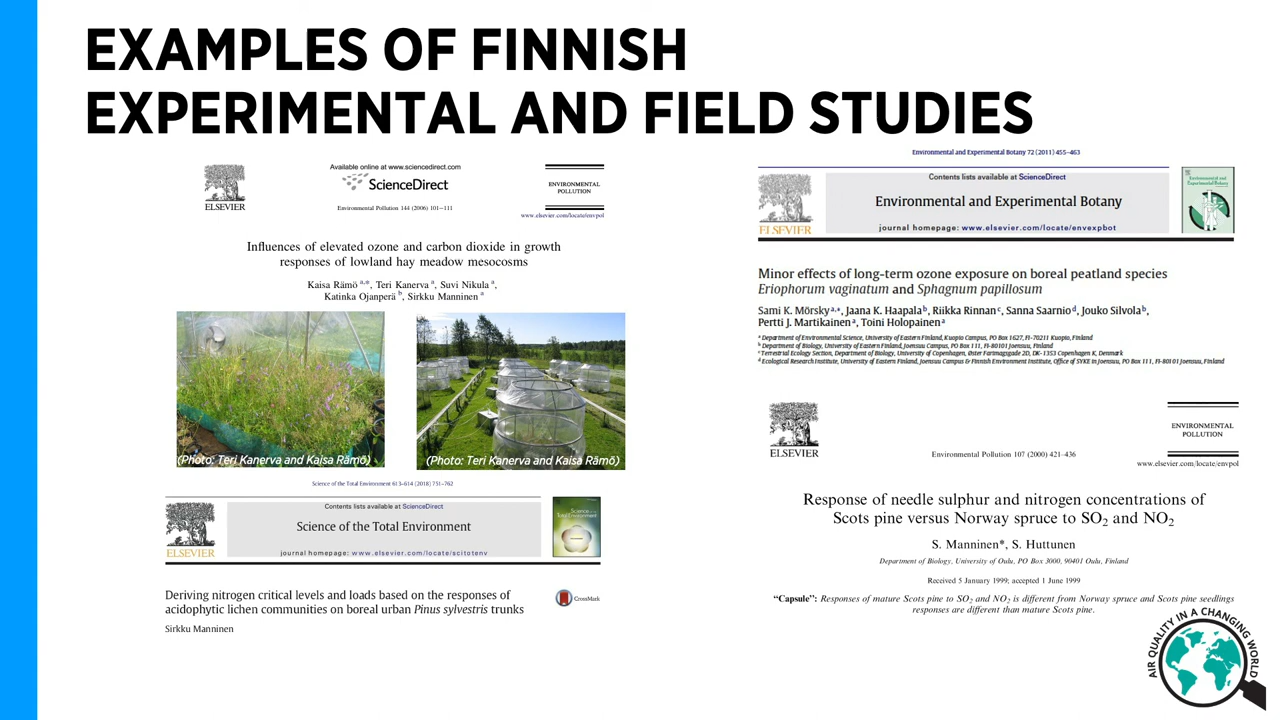 EXAMPLES OF FINNISH
EXPERIMENTAL AND FIELD STUDIES
ELSEVIER
Available online at www.sciencedirect.com
ScienceDirect
Environmental Pollution 144 (2006) 101–111
ENVIRONMENTAL
POLLUTION
www.elsevier.com/locate/envpol
Influences of elevated ozone and carbon dioxide in growth
responses of lowland hay meadow mesocosms
Kaisa Rämö a,*, Teri Kanerva a, Suvi Nikula a,
Katinka Ojanperä b, Sirkku Manninen a
(Photo: Teri Kanerva and Kaisa Rämö)
(Photo: Teri Kanerva and Kaisa Rämö)
Science of the Total Environment 613–614 (2018) 751–762
ELSEVIER
Contents lists available at ScienceDirect
Science of the Total Environment
journal homepage: www.elsevier.com/locate/scitotenv
Deriving nitrogen critical levels and loads based on the responses of
acidophytic lichen communities on boreal urban Pinus sylvestris trunks
CrossMark
Sirkku Manninen
Environmental and Experimental Botany 72 (2011) 455–463
ELSEVIER
Contents lists available at ScienceDirect
Environmental and Experimental Botany
journal homepage: www.elsevier.com/locate/envexpbot
Minor effects of long-term ozone exposure on boreal peatland species
Eriophorum vaginatum and Sphagnum papillosum
Sami K. Mörsky a,*, Jaana K. Haapala b, Riikka Rinnan c, Sanna Saarnio d, Jouko Silvola b,
Pertti J. Martikainen a, Toini Holopainen a
a Department of Environmental Science, University of Eastern Finland, Kuopio Campus, PO Box 1627, FI-70211 Kuopio, Finland
b Department of Biology, University of Eastern Finland, Joensuu Campus, PO Box 111, FI-80101 Joensuu, Finland
c Terrestrial Ecology Section, Department of Biology, University of Copenhagen, Øster Farimagsgade 2D, DK-1353 Copenhagen K, Denmark
d Ecological Research Institute, University of Eastern Finland, Joensuu Campus & Finnish Environment Institute, Office of SYKE in Joensuu, PO Box 111, FI-80101 Joensuu, Finland
ELSEVIER
Environmental Pollution 107 (2000) 421–436
ENVIRONMENTAL
POLLUTION
www.elsevier.com/locate/envpol
Response of needle sulphur and nitrogen concentrations of
Scots pine versus Norway spruce to SO2 and NO2
S. Manninen*, S. Huttunen
Department of Biology, University of Oulu, PO Box 3000, 90401 Oulu, Finland
Received 5 January 1999; accepted 1 June 1999
“Capsule”: Responses of mature Scots pine to SO2 and NO2 is different from Norway spruce and Scots pine seedlings
responses are different than mature Scots pine.
AIR QUALITY IN A CHANGING WORLD